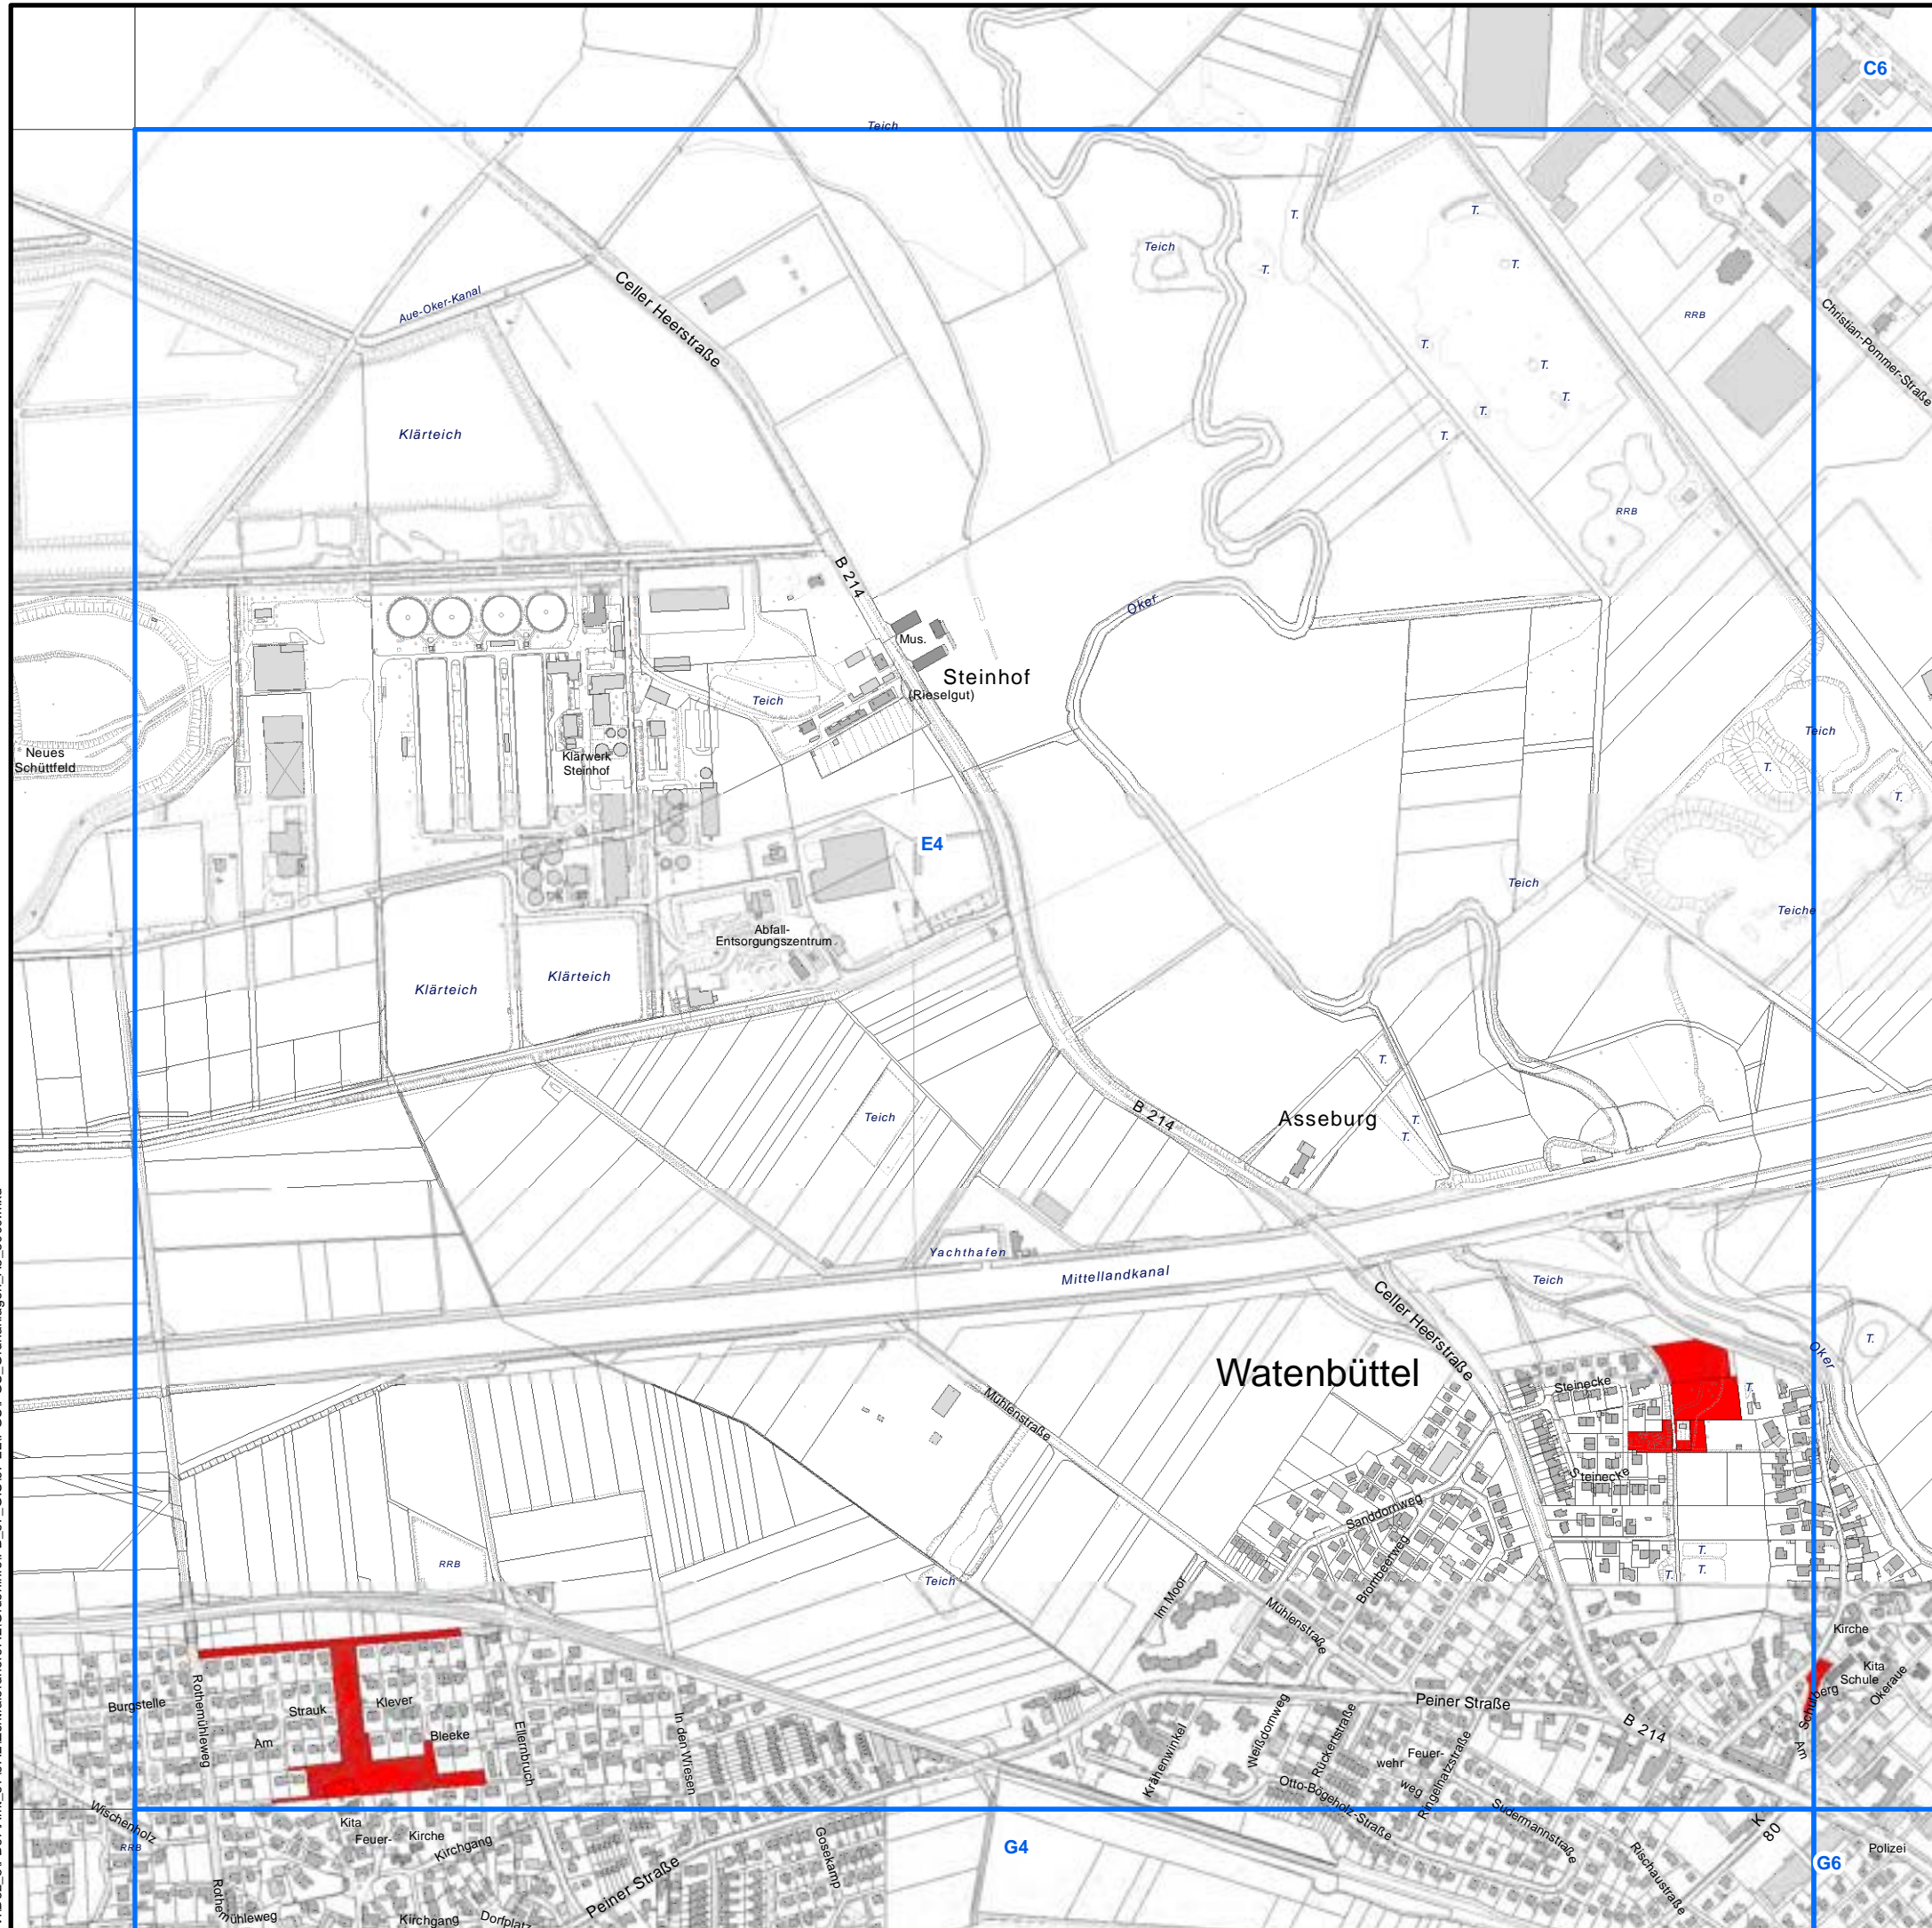 C6
Teich
T.
T.
Teich
T.
T.
Celler Heerstraße
Aue-Oker-Kanal
RRB
Christian-Pommer-Straße
T.
T.
T.
T.
T.
Klärteich
RRB
B 214
Oker
Mus.
Steinhof
(Rieselgut)
Teich
Teich
Neues
Schüttfeld
Klärwerk
Steinhof
T.
T.
E4
Teich
Teiche
Abfall-
Entsorgungszentrum
Klärteich
Klärteich
T.
B 214
Teich
Asseburg
T.
T.
Yachthafen
Mittellandkanal
Teich
Celler Heerstraße
T.
Oker
Watenbüttel
Steinecke
T.
Mühlenstraße
Steinecke
Sanddornweg
Bromberweg
RRB
T.
T.
T.
Teich
Im Moor
Mühlenstraße
Kirche
Kita
Schule
Okeraue
Am Schulberg
Burgstelle
Rothemühleweg
Strauk
Klever
Am
Bleeke
Ellernbruch
In den Wiesen
Peiner Straße
B 214
Krähenwinkel
Weißdornweg
Rückertstraße
Feuer-
wehr
weg
Ringelnatzstraße
Otto-Bögeholz-Straße
Sudermannstraße
Wischenholz
RRB
Kita
Feuer-
Kirche
Kirchgang
Gosekamp
G4
Rischaustraße
K 80
Polizei
G6
Rothe
mühleweg
Kirchgang
Dorfplatz
Peiner Straße